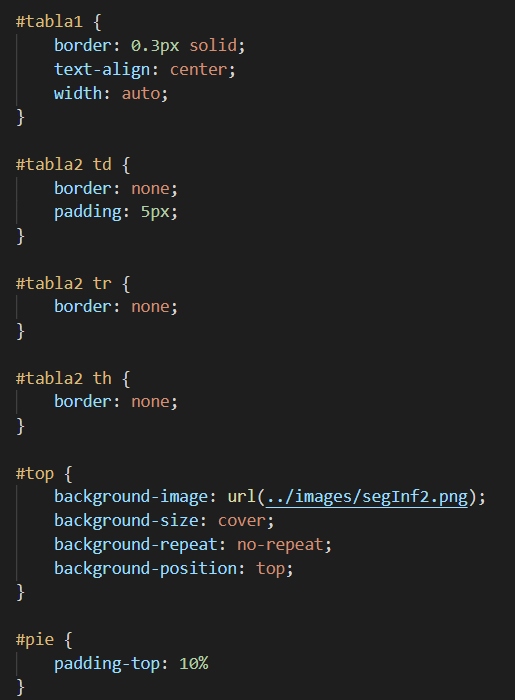 #tabla1 {
    border: 0.3px solid;
    text-align: center;
    width: auto;
}
#tabla2 td {
    border: none;
    padding: 5px;
}
#tabla2 tr {
    border: none;
}
#tabla2 th {
    border: none;
}
#top {
    background-image: url(../images/segInf2.png);
    background-size: cover;
    background-repeat: no-repeat;
    background-position: top;
}
#pie {
    padding-top: 10%
}